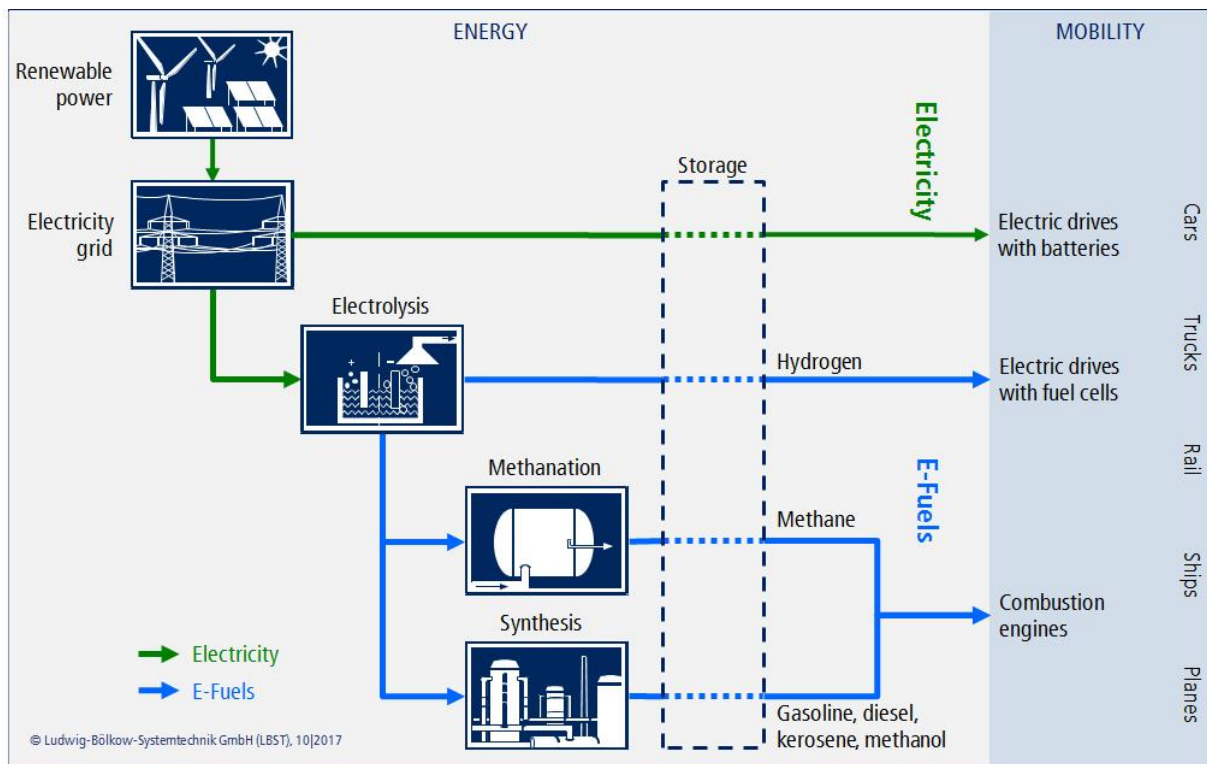 ENERGY
MOBILITY
Renewable
power
Electricity
Storage
Electricity
grid
Electric drives
with batteries
Cars
Electrolysis
Trucks
Hydrogen
Electric drives
with fuel cells
Rail
Methanation
E-Fuels
Methane
Ships
Synthesis
Combustion
engines
Electricity
E-Fuels
Planes
Gasoline, diesel,
kerosene, methanol
© Ludwig-Bölkow-Systemtechnik GmbH (LBST), 10|2017